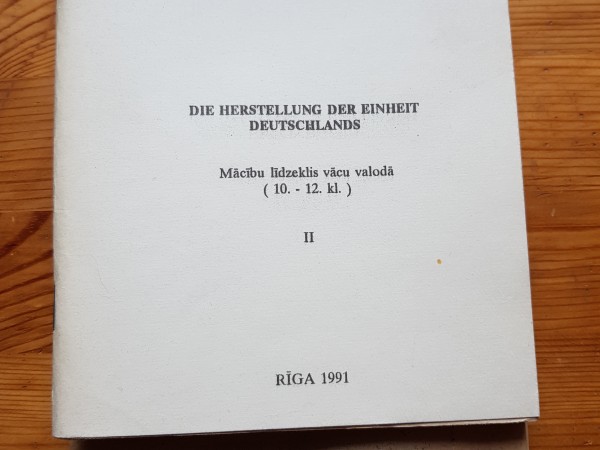 DIE HERSTELLUNG DER EINHEIT
DEUTSCHLANDS
Mācību līdzeklis vācu valodā
( 10. - 12. kl. )
II
RĪGA 1991